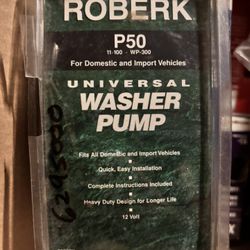 ROBERK
P50
11-100 · WP-300
For Domestic and Import Vehicles
UNIVERSAL
WASHER
PUMP
Fits All Domestic and Import Vehicles
Quick, Easy Installation
Complete Instructions Included
Heavy Duty Design for Longer Life
12 Volt